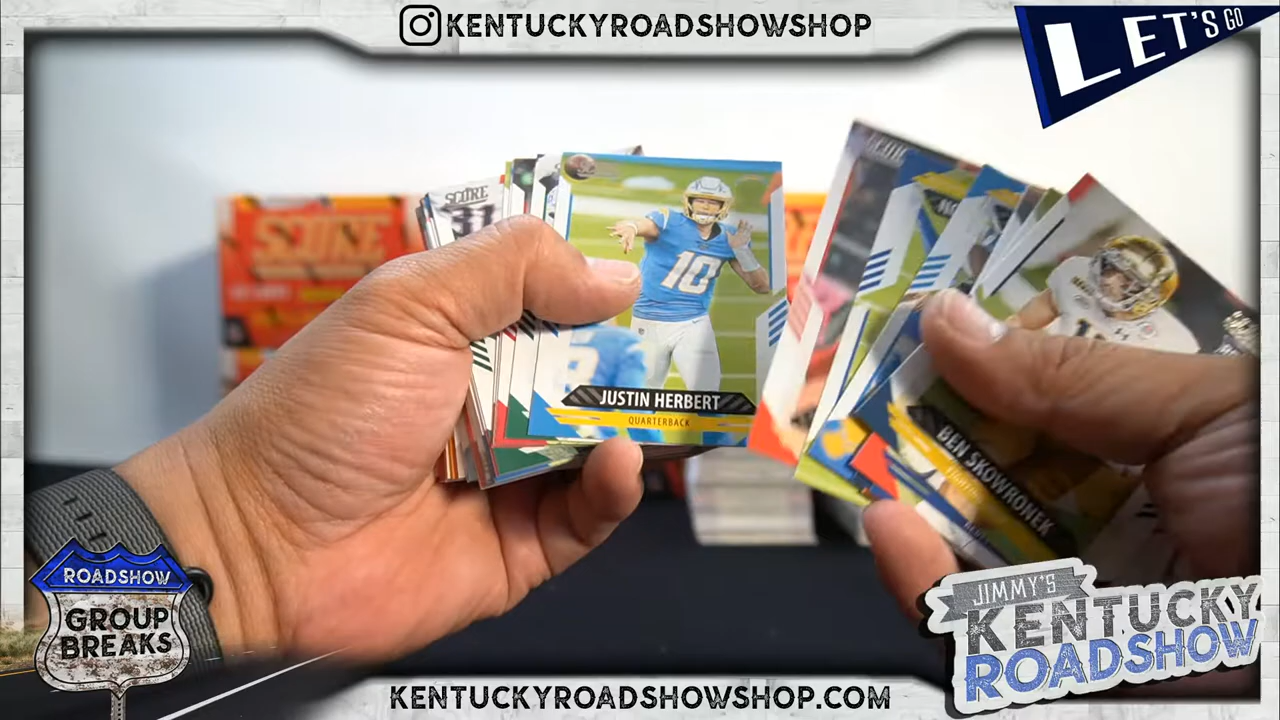 KENTUCKYROADSHOWSHOP
LET'S GO
SCORE
SCORE
31
10
JUSTIN HERBERT
QUARTERBACK
BEN SKOWRONEK
ROADSHOW
GROUP
BREAKS
JIMMY'S
KENTUCKY
ROADSHOW
KENTUCKYROADSHOWSHOP.COM